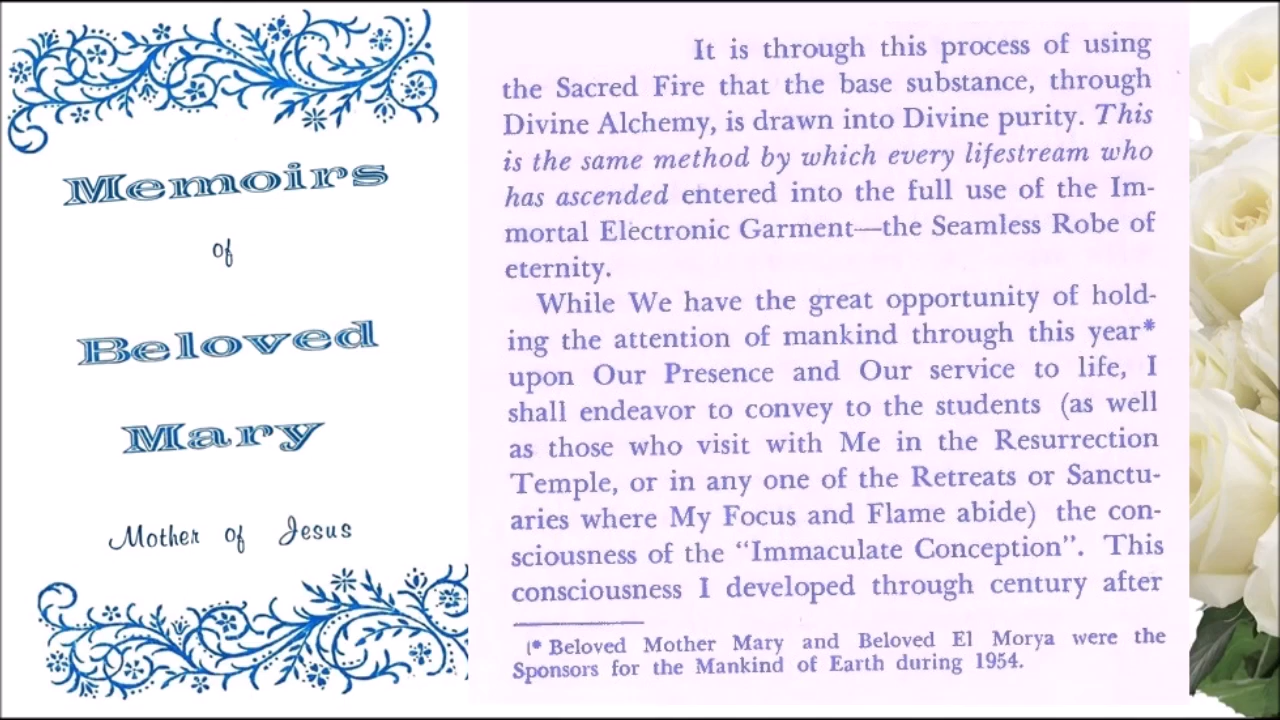 Memoirs
of
Beloved
Mary
Mother of Jesus
It is through this process of using
the Sacred Fire that the base substance, through
Divine Alchemy, is drawn into Divine purity. This
is the same method by which every lifestream who
has ascended entered into the full use of the Im-
mortal Electronic Garment—the Seamless Robe of
eternity.
While We have the great opportunity of hold-
ing the attention of mankind through this year*
upon Our Presence and Our service to life, I
shall endeavor to convey to the students (as well
as those who visit with Me in the Resurrection
Temple, or in any one of the Retreats or Sanctu-
aries where My Focus and Flame abide) the con-
sciousness of the “Immaculate Conception”. This
consciousness I developed through century after
(* Beloved Mother Mary and Beloved El Morya were the
Sponsors for the Mankind of Earth during 1954.